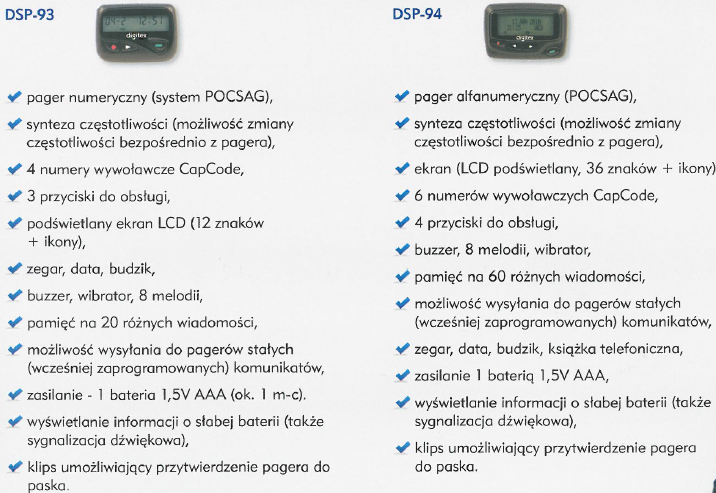 DSP-93
04-2 12:51
digitex
pager numeryczny (system POCSAG),
synteza częstotliwości (możliwość zmiany
częstotliwości bezpośrednio z pagera),
4 numery wywoławcze CapCode,
3 przyciski do obsługi,
podświetlany ekran LCD (12 znaków
+ ikony),
zegar, data, budzik,
buzzer, wibrator, 8 melodii,
pamięć na 20 różnych wiadomości,
możliwość wysyłania do pagerów stałych
(wcześniej zaprogramowanych) komunikatów,
zasilanie - 1 bateria 1,5V AAA (ok. 1 m-c).
wyświetlanie informacji o słabej baterii (także
sygnalizacja dźwiękowa),
klips umożliwiający przytwierdzenie pagera do
paska.
DSP-94
digitex
pager alfanumeryczny (POCSAG),
synteza częstotliwości (możliwość zmiany
częstotliwości bezpośrednio z pagera),
ekran (LCD podświetlany, 36 znaków + ikony)
6 numerów wywoławczych CapCode,
4 przyciski do obsługi,
buzzer, 8 melodii, wibrator,
pamięć na 60 różnych wiadomości,
możliwość wysyłania do pagerów stałych
(wcześniej zaprogramowanych) komunikatów,
zegar, data, budzik, książka telefoniczna,
zasilanie 1 baterią 1,5V AAA,
wyświetlanie informacji o słabej baterii (także
sygnalizacja dźwiękowa),
klips umożliwiający przytwierdzenie pagera
do paska.